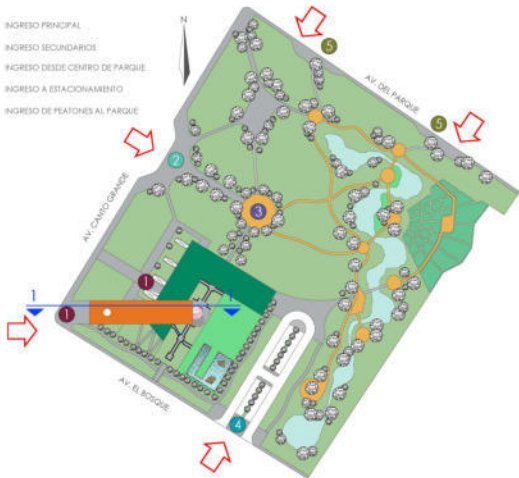 INGRESO PRINCIPAL
INGRESO SECUNDARIOS
INGRESO DESDE CENTRO DE PARQUE
INGRESO A ESTACIONAMIENTO
INGRESO DE PEATONES AL PARQUE
N
5
AV. DEL PARQUE
5
2
AV. CANTO GRANDE
3
1
1
1
1
AV. EL BOSQUE
4